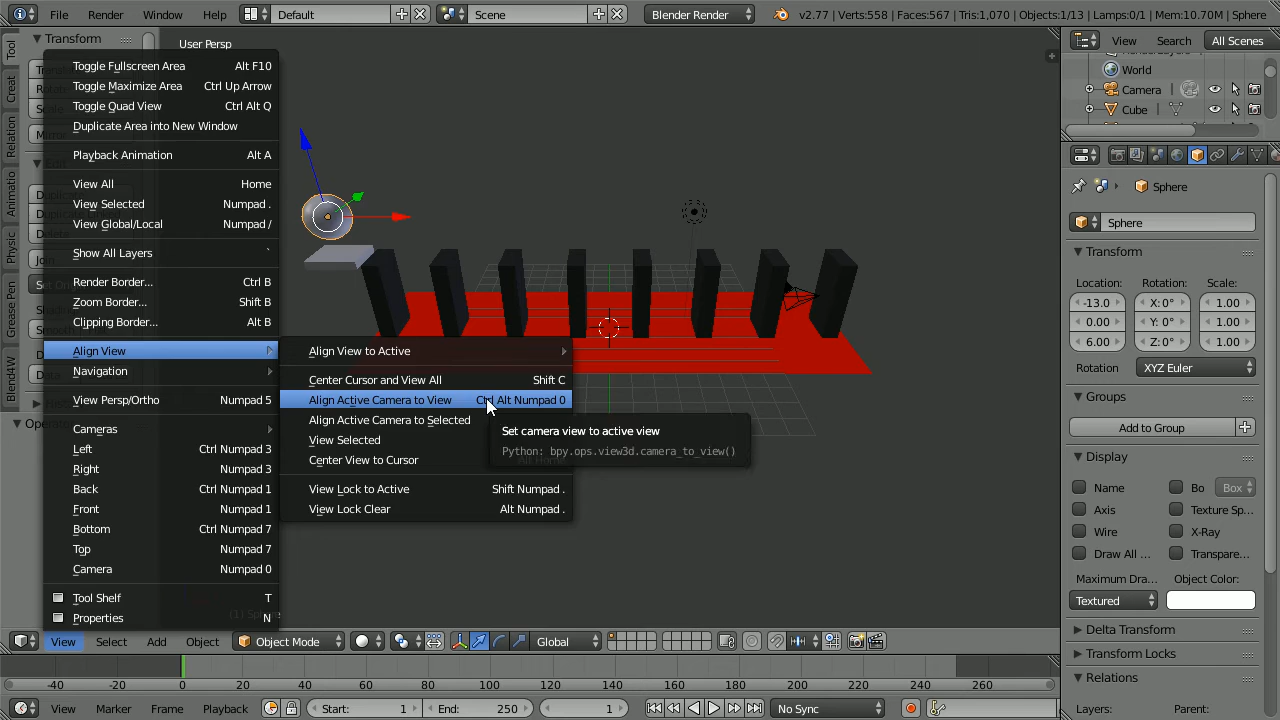 File Render Window Help Default Scene Blender Render v2.77 | Verts:558 | Faces:567 | Tris:1,070 | Objects:1/13 | Lamps:0/1 | Mem:10.70M | Sphere
Transform
User Persp
View Search All Scenes
World
Camera
Cube
Tool
Creat
Relation
Animatio
Physic
Grease Pen
Blend4W
Toggle Fullscreen Area Alt F10
Toggle Maximize Area Ctrl Up Arrow
Toggle Quad View Ctrl Alt Q
Duplicate Area into New Window
Playback Animation Alt A
View All Home
View Selected Numpad .
View Global/Local Numpad /
Show All Layers `
Render Border... Ctrl B
Zoom Border... Shift B
Clipping Border... Alt B
Align View
Navigation
View Persp/Ortho Numpad 5
Cameras
Left Ctrl Numpad 3
Right Numpad 3
Back Ctrl Numpad 1
Front Numpad 1
Bottom Ctrl Numpad 7
Top Numpad 7
Camera Numpad 0
Tool Shelf T
Properties N
Align View to Active
Center Cursor and View All Shift C
Align Active Camera to View Ctrl Alt Numpad 0
Align Active Camera to Selected
View Selected
Center View to Cursor
View Lock to Active Shift Numpad .
View Lock Clear Alt Numpad .
Set camera view to active view
Python: bpy.ops.view3d.camera_to_view()
Sphere
Sphere
Transform
Location: Rotation: Scale:
-13.0 X: 0° 1.00
0.00 Y: 0° 1.00
6.00 Z: 0° 1.00
Rotation XYZ Euler
Groups
Add to Group
Display
Name Bo Box
Axis Texture Sp...
Wire X-Ray
Draw All ... Transpare...
Maximum Dra... Object Color:
Textured
Delta Transform
Transform Locks
Relations
Layers: Parent:
View Select Add Object Object Mode Global
-40 -20 0 20 40 60 80 100 120 140 160 180 200 220 240 260
View Marker Frame Playback Start: 1 End: 250 1 No Sync